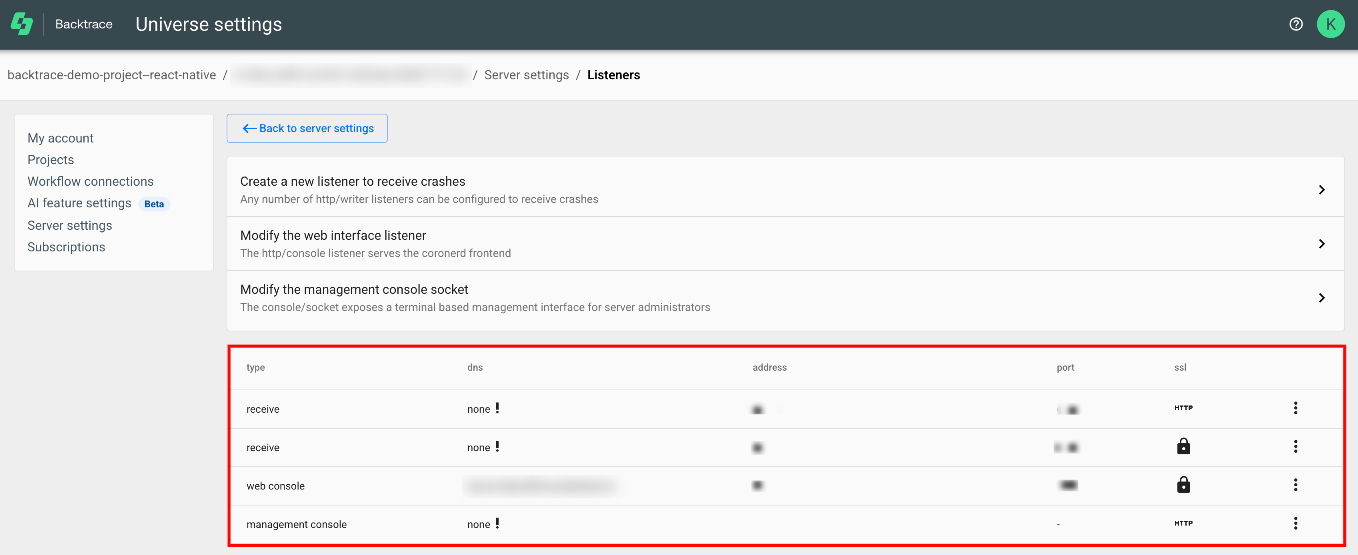 Backtrace Universe settings ? K
backtrace-demo-project--react-native / / Server settings / Listeners
My account
Projects
Workflow connections
AI feature settings Beta
Server settings
Subscriptions
Back to server settings
Create a new listener to receive crashes
Any number of http/writer listeners can be configured to receive crashes
Modify the web interface listener
The http/console listener serves the coronerd frontend
Modify the management console socket
The console/socket exposes a terminal based management interface for server administrators
type dns address port ssl
receive none ! HTTP
receive none !
web console
management console none ! - HTTP